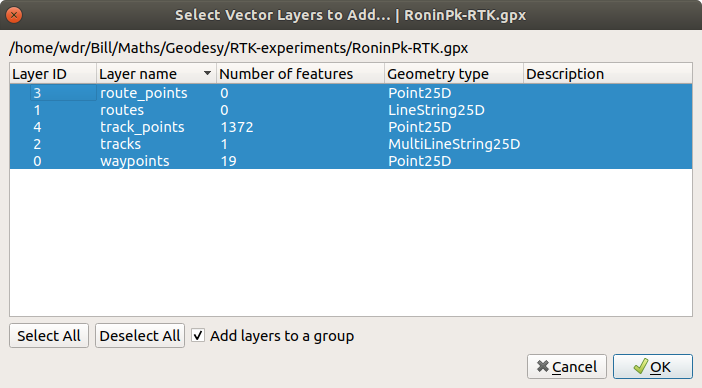 Select Vector Layers to Add... | RoninPk-RTK.gpx
/home/wdr/Bill/Maths/Geodesy/RTK-experiments/RoninPk-RTK.gpx
Layer ID Layer name Number of features Geometry type Description
3 route_points 0 Point25D
1 routes 0 LineString25D
4 track_points 1372 Point25D
2 tracks 1 MultiLineString25D
0 waypoints 19 Point25D
Select All Deselect All Add layers to a group
Cancel OK